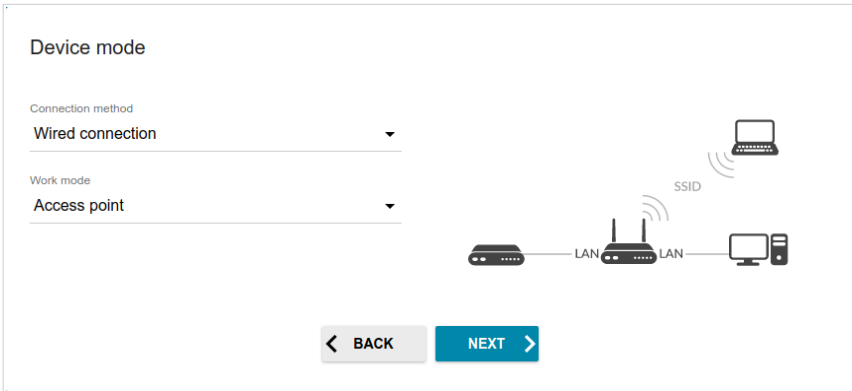 Device mode
Connection method
Wired connection
Work mode
Access point
SSID
LAN
LAN
BACK
NEXT